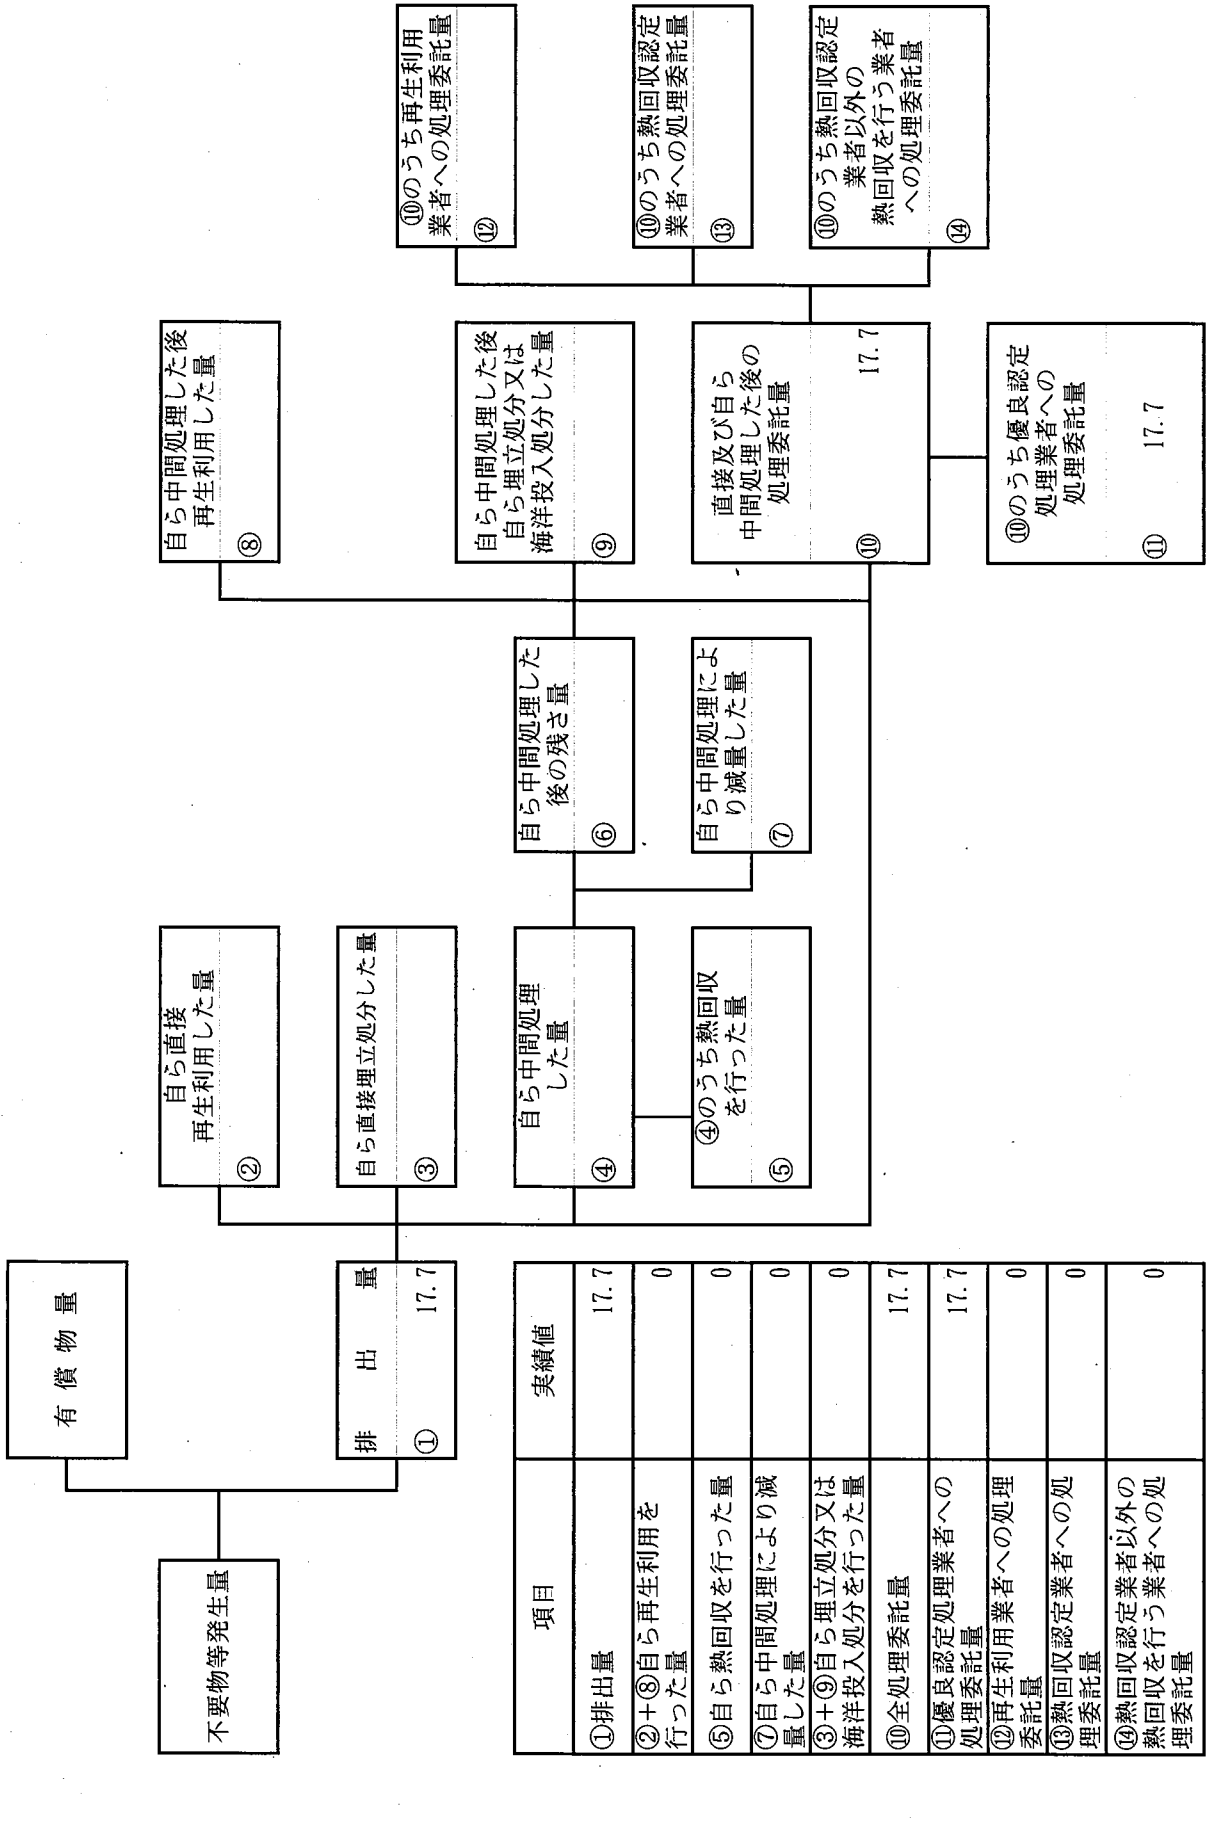 不要物等発生量
有償物量
排出量
① 17.7
自ら直接
再生利用した量
②
自ら直接埋立処分した量
③
自ら中間処理
した量
④
④のうち熱回収
を行った量
⑤
自ら中間処理した
後の残さ量
⑥
自ら中間処理によ
り減量した量
⑦
自ら中間処理した後
再生利用した量
⑧
自ら中間処理した後
自ら埋立処分又は
海洋投入処分した量
⑨
直接及び自ら
中間処理した後の
処理委託量
⑩ 17.7
⑩のうち優良認定
処理業者への
処理委託量
⑪ 17.7
⑩のうち再生利用
業者への処理委託量
⑫
⑩のうち熱回収認定
業者への処理委託量
⑬
⑩のうち熱回収認定
業者以外の
熱回収を行う業者
への処理委託量
⑭
項目 実績値
①排出量 17.7
②+⑧自ら再生利用を
行った量 0
⑤自ら熱回収を行った量 0
⑦自ら中間処理により減
量した量 0
③+⑨自ら埋立処分又は
海洋投入処分を行った量 0
⑩全処理委託量 17.7
⑪優良認定処理業者への
処理委託量 17.7
⑫再生利用業者への処理
委託量 0
⑬熱回収認定業者への処
理委託量 0
⑭熱回収認定業者以外の
熱回収を行う業者への処
理委託量 0